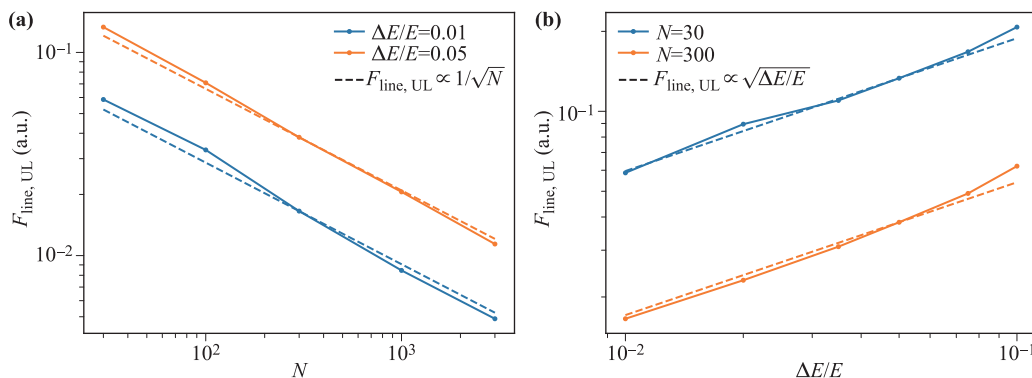 (a)
ΔE/E=0.01
ΔE/E=0.05
F_line, UL ∝ 1/√N
10^-1
10^-2
F_line, UL (a.u.)
10^2
10^3
N
(b)
N=30
N=300
F_line, UL ∝ √ΔE/E
10^-1
F_line, UL (a.u.)
10^-2
10^-1
ΔE/E